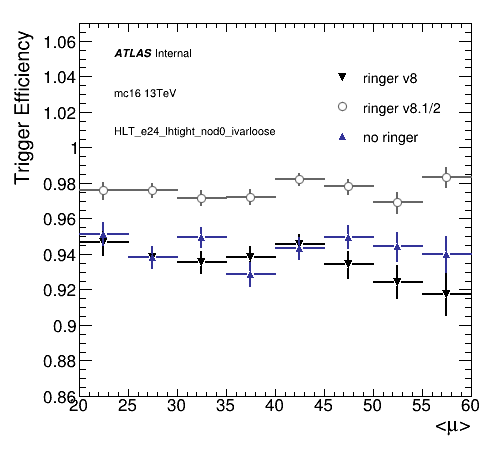 Trigger Efficiency
1.06
1.04
1.02
1
0.98
0.96
0.94
0.92
0.9
0.88
0.86
ATLAS Internal
mc16 13TeV
HLT_e24_lhtight_nod0_ivarloose
ringer v8
ringer v8.1/2
no ringer
20 25 30 35 40 45 50 55 60
<μ>